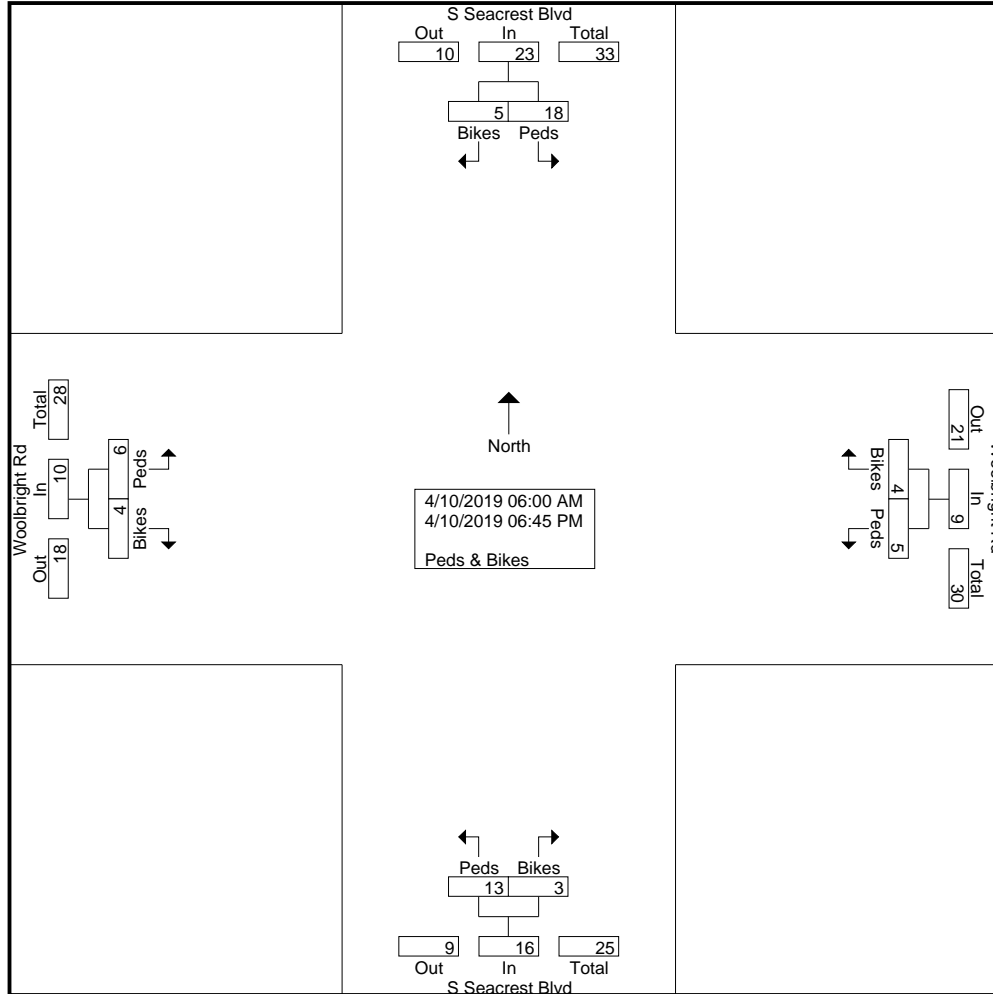 S Seacrest Blvd
Out In Total
10 23 33
5 18
Bikes Peds
North
4/10/2019 06:00 AM
4/10/2019 06:45 PM
Peds & Bikes
Woolbright Rd
Total 28
In 10
Out 18
Peds 6
Bikes 4
Out 21
In 9
Total 30
Bikes 4
Peds 5
Peds Bikes
13 3
9 16 25
Out In Total
S Seacrest Blvd